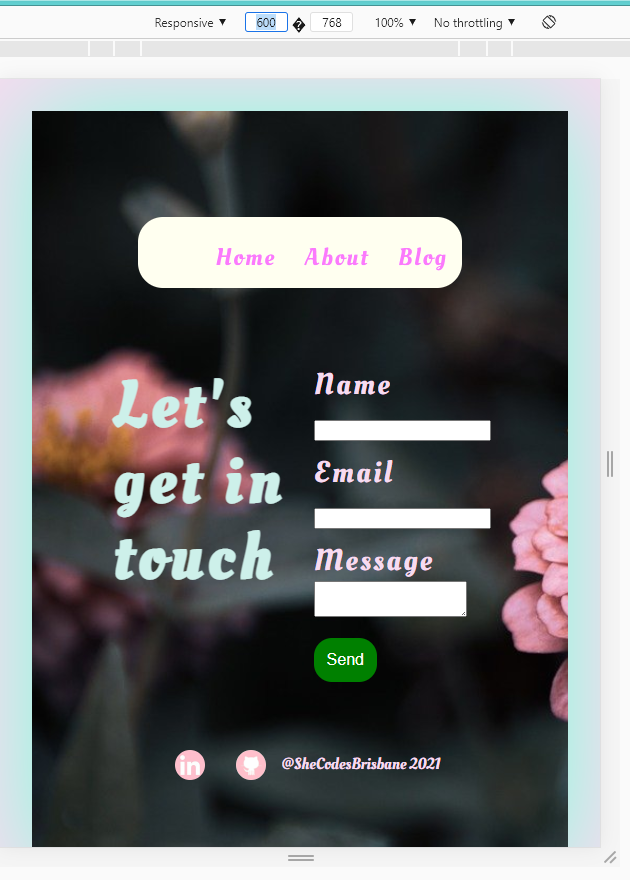 Responsive ▼ 600 � 768 100% ▼ No throttling ▼
Home About Blog
Let's
get in
touch
Name
Email
Message
Send
in @SheCodesBrisbane 2021